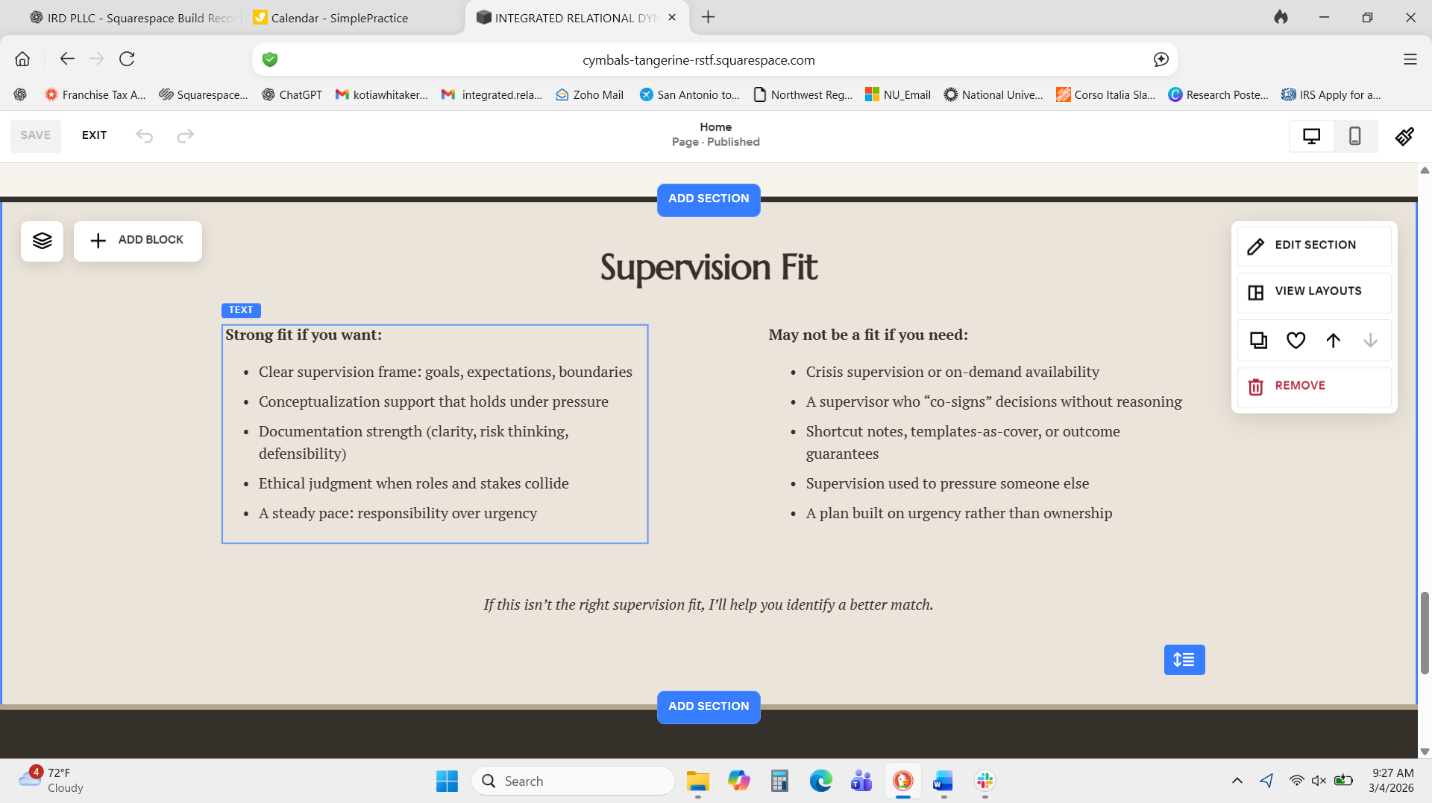 IRD PLLC - Squarespace Build Reco
Calendar - SimplePractice
INTEGRATED RELATIONAL DYN
cymbals-tangerine-rstf.squarespace.com
Franchise Tax A...
Squarespace...
ChatGPT
kotiawhitaker...
integrated.rela...
Zoho Mail
San Antonio to...
Northwest Reg...
NU_Email
National Unive...
Corso Italia Sla...
Research Poste...
IRS Apply for a...
SAVE
EXIT
Home
Page · Published
ADD SECTION
ADD BLOCK
EDIT SECTION
VIEW LAYOUTS
REMOVE
Supervision Fit
TEXT
Strong fit if you want:
• Clear supervision frame: goals, expectations, boundaries
• Conceptualization support that holds under pressure
• Documentation strength (clarity, risk thinking,
defensibility)
• Ethical judgment when roles and stakes collide
• A steady pace: responsibility over urgency
May not be a fit if you need:
• Crisis supervision or on-demand availability
• A supervisor who “co-signs” decisions without reasoning
• Shortcut notes, templates-as-cover, or outcome
guarantees
• Supervision used to pressure someone else
• A plan built on urgency rather than ownership
If this isn’t the right supervision fit, I’ll help you identify a better match.
ADD SECTION
4
72°F
Cloudy
Search
9:27 AM
3/4/2026